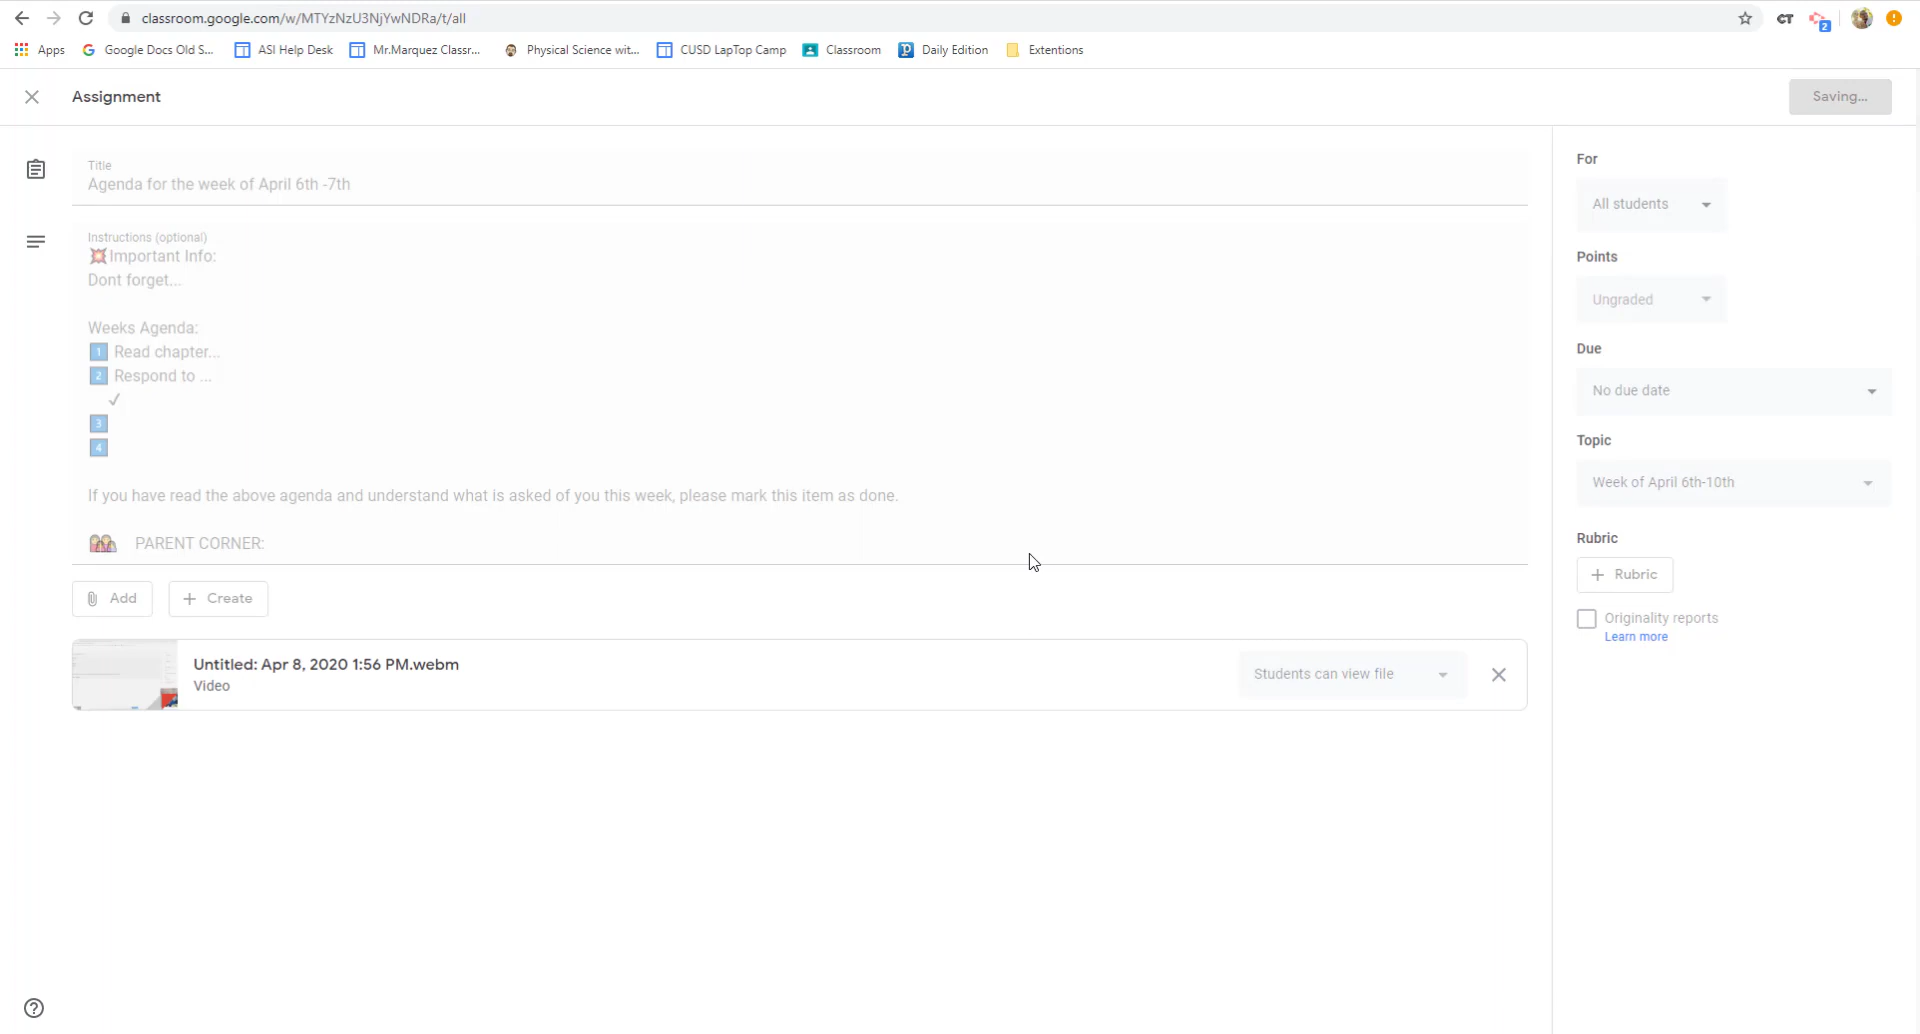 classroom.google.com/w/MTYzNzU3NjYwNDRa/t/all
CT
2
Apps
Google Docs Old S...
ASI Help Desk
Mr.Marquez Classr...
Physical Science wit...
CUSD LapTop Camp
Classroom
Daily Edition
Extentions
Assignment
Saving...
Title
Agenda for the week of April 6th -7th
Instructions (optional)
💥Important Info:
Dont forget...
Weeks Agenda:
1 Read chapter...
2 Respond to ...
✓
3
4
If you have read the above agenda and understand what is asked of you this week, please mark this item as done.
PARENT CORNER:
Add
+ Create
Untitled: Apr 8, 2020 1:56 PM.webm
Video
Students can view file
For
All students
Points
Ungraded
Due
No due date
Topic
Week of April 6th-10th
Rubric
+ Rubric
Originality reports
Learn more